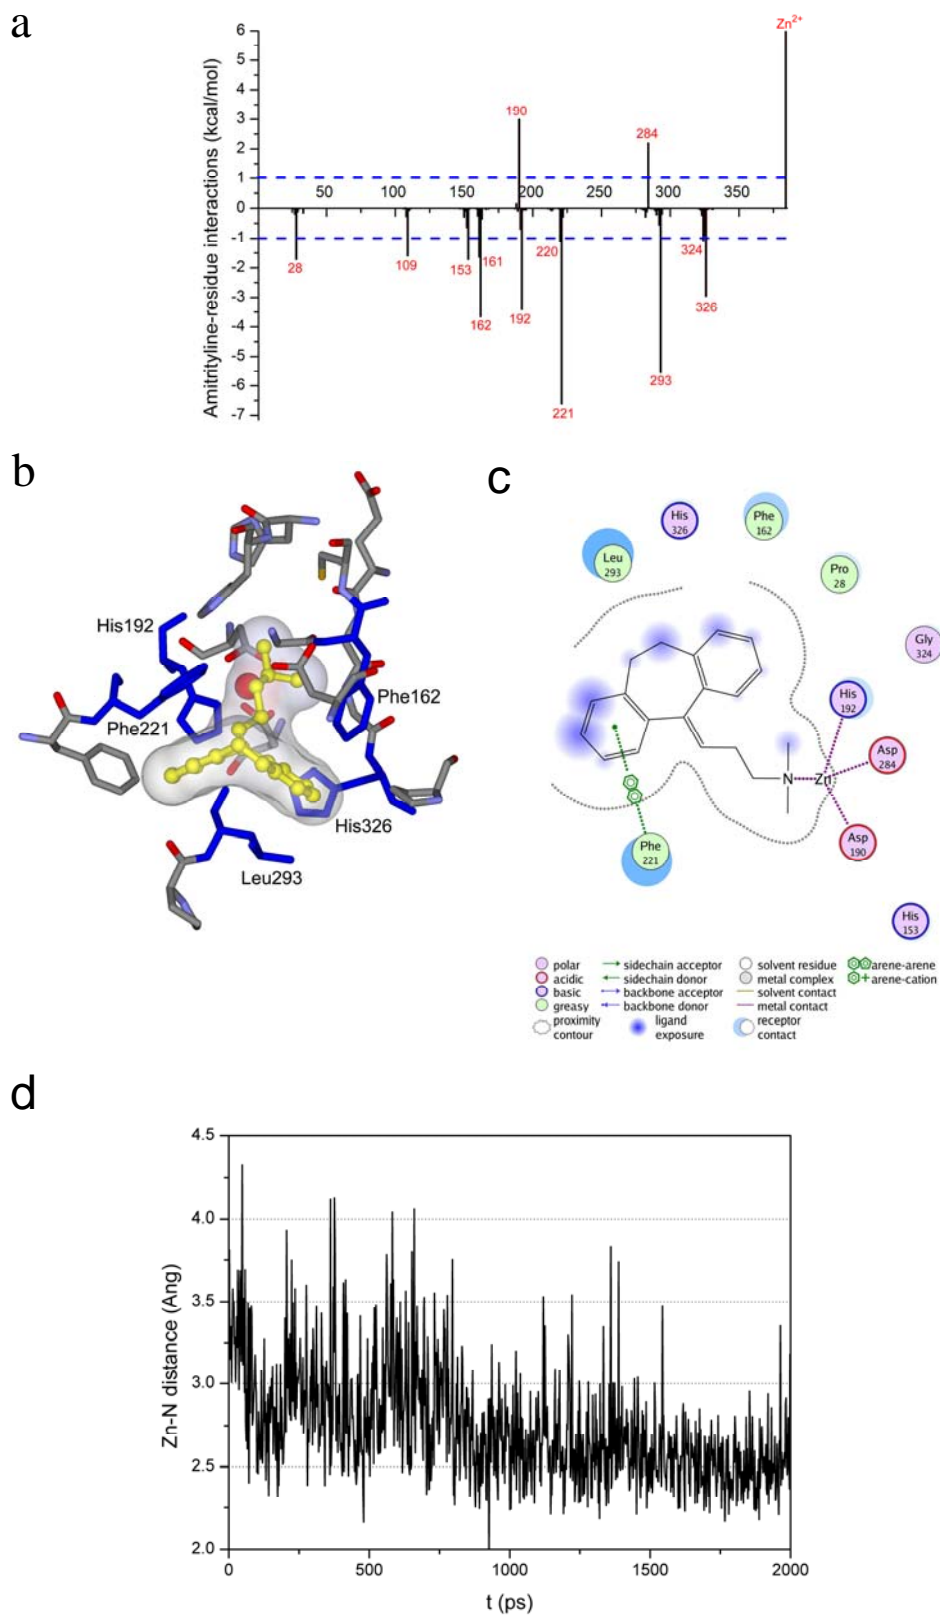 a
Amitrityline-residue interactions (kcal/mol)
6
5
4
3
2
1
0
-1
-2
-3
-4
-5
-6
-7
50
100
150
200
250
300
350
Zn2+
190
284
28
109
153
161
162
192
220
221
293
324
326
b
His192
Phe221
Phe162
His326
Leu293
c
His
326
Phe
162
Leu
293
Pro
28
Gly
324
His
192
Asp
284
N
Zn
Asp
190
Phe
221
His
153
polar
acidic
basic
greasy
proximity
contour
sidechain acceptor
sidechain donor
backbone acceptor
backbone donor
ligand
exposure
solvent residue
metal complex
solvent contact
metal contact
receptor
contact
arene-arene
arene-cation
d
Zn-N distance (Ang)
4.5
4.0
3.5
3.0
2.5
2.0
0
500
1000
1500
2000
t (ps)